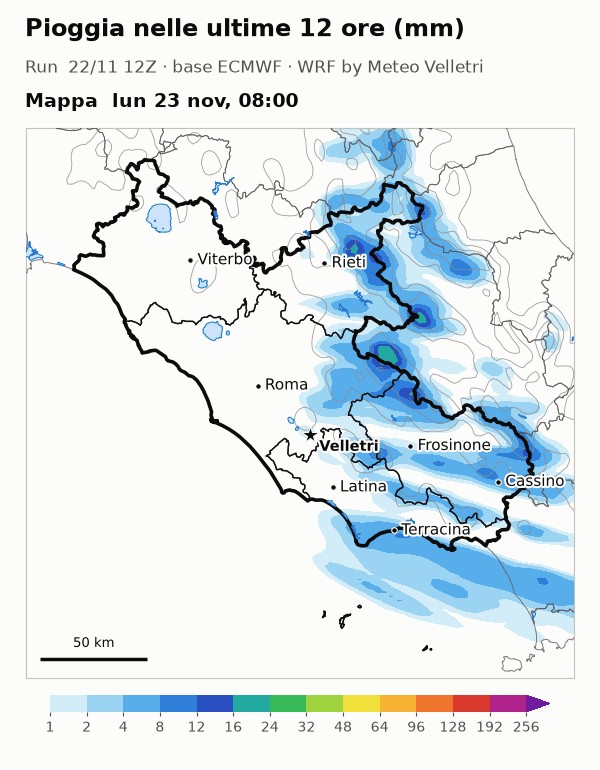 Pioggia nelle ultime 12 ore (mm)
Run  22/11 12Z · base ECMWF · WRF by Meteo Velletri
Mappa  lun 23 nov, 08:00
Viterbo
Rieti
Roma
Velletri
Frosinone
Cassino
Latina
Terracina
50 km
1 2 4 8 12 16 24 32 48 64 96 128 192 256